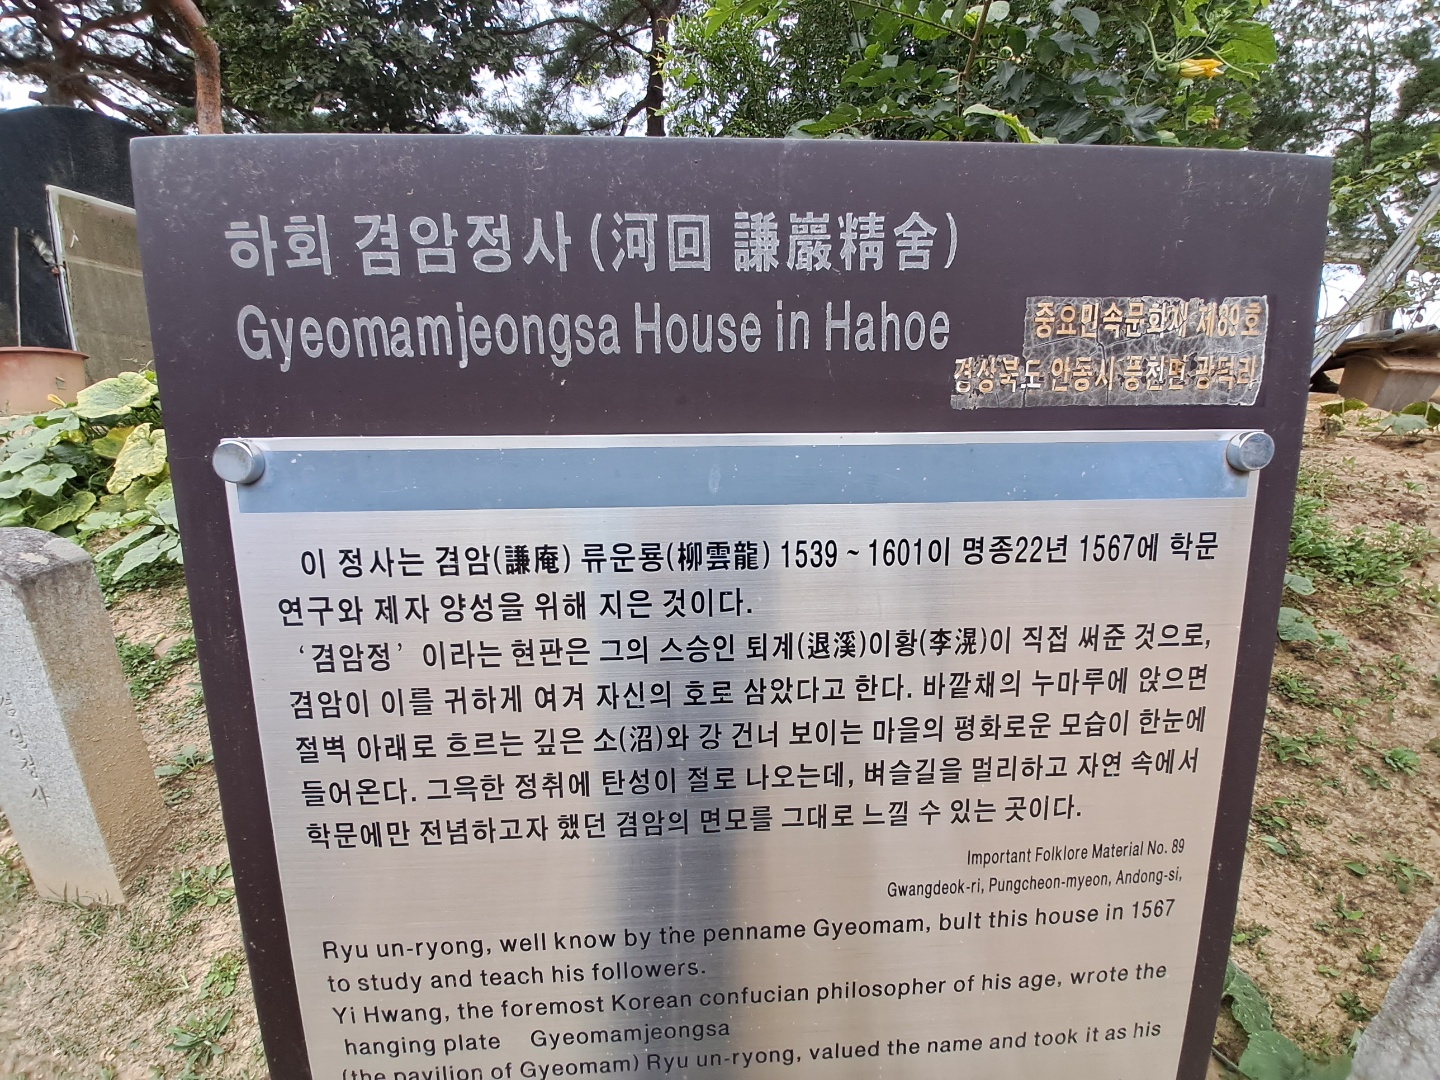 하회 겸암정사 (河回 謙巖精舍)
Gyeomamjeongsa House in Hahoe
중요민속문화재 제89호
경상북도 안동시 풍천면 광덕리
이 정사는 겸암(謙庵) 류운룡(柳雲龍) 1539 ~ 1601이 명종22년 1567에 학문
연구와 제자 양성을 위해 지은 것이다.
‘겸암정’ 이라는 현판은 그의 스승인 퇴계(退溪)이황(李滉)이 직접 써준 것으로,
겸암이 이를 귀하게 여겨 자신의 호로 삼았다고 한다. 바깥채의 누마루에 앉으면
절벽 아래로 흐르는 깊은 소(沼)와 강 건너 보이는 마을의 평화로운 모습이 한눈에
들어온다. 그윽한 정취에 탄성이 절로 나오는데, 벼슬길을 멀리하고 자연 속에서
학문에만 전념하고자 했던 겸암의 면모를 그대로 느낄 수 있는 곳이다.
Important Folklore Material No. 89
Gwangdeok-ri, Pungcheon-myeon, Andong-si,
Ryu un-ryong, well know by the penname Gyeomam, bult this house in 1567
to study and teach his followers.
Yi Hwang, the foremost Korean confucian philosopher of his age, wrote the
hanging plate Gyeomamjeongsa
(the pavilion of Gyeomam) Ryu un-ryong, valued the name and took it as his